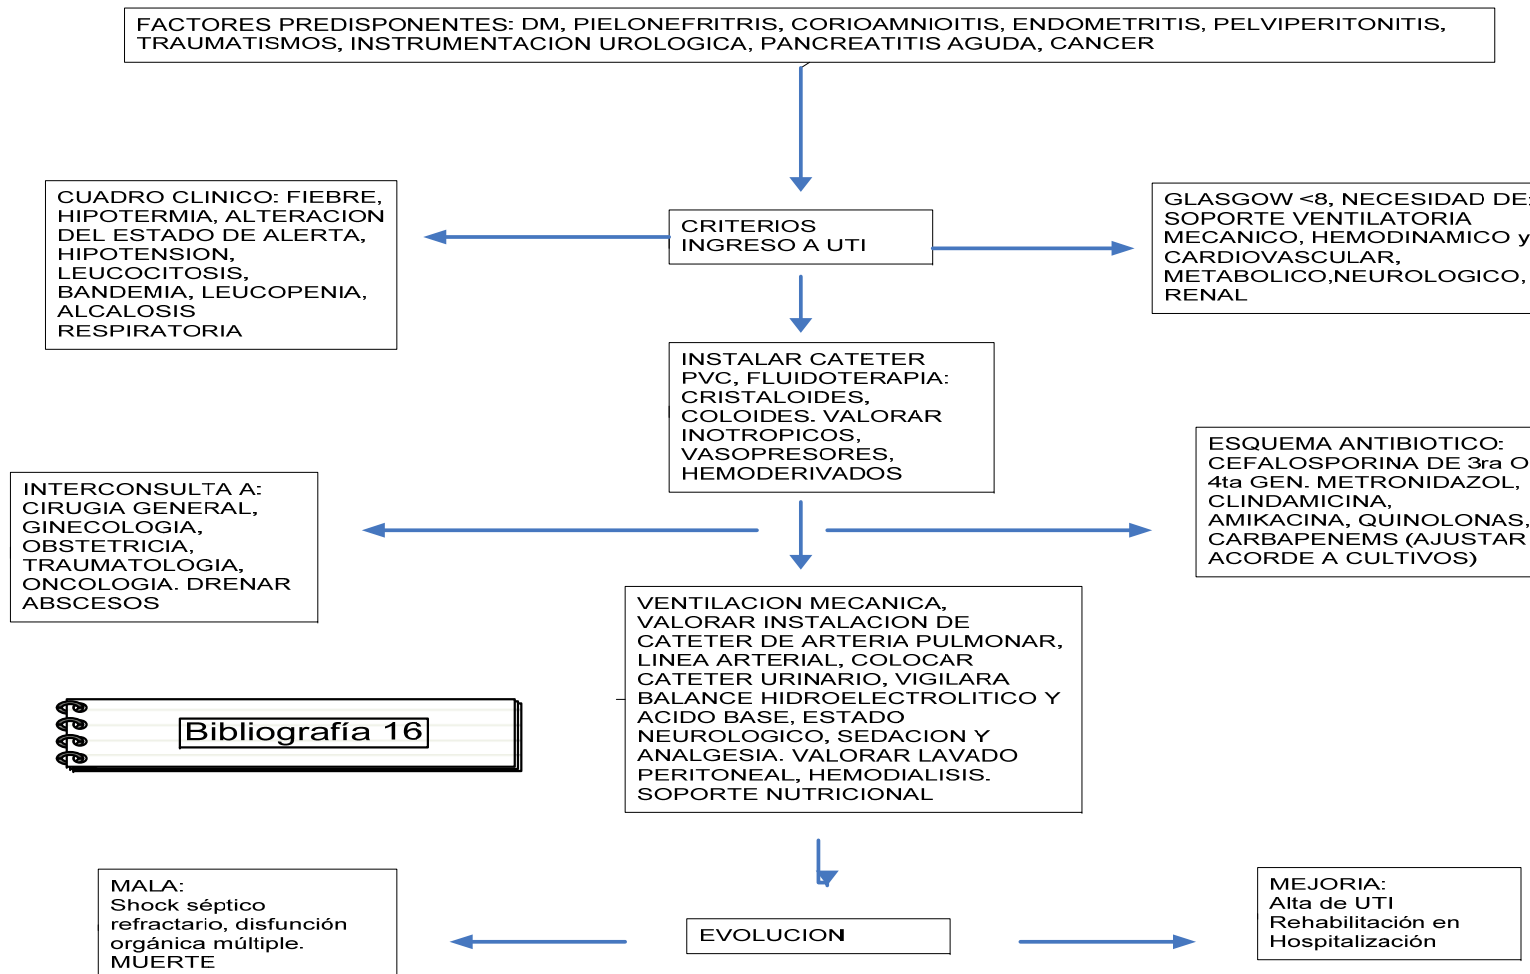 FACTORES PREDISPONENTES: DM, PIELONEFRITRIS, CORIOAMNIOITIS, ENDOMETRITIS, PELVIPERITONITIS,
TRAUMATISMOS, INSTRUMENTACION UROLOGICA, PANCREATITIS AGUDA, CANCER
CUADRO CLINICO: FIEBRE,
HIPOTERMIA, ALTERACION
DEL ESTADO DE ALERTA,
HIPOTENSION,
LEUCOCITOSIS,
BANDEMIA, LEUCOPENIA,
ALCALOSIS
RESPIRATORIA
CRITERIOS
INGRESO A UTI
GLASGOW <8, NECESIDAD DE:
SOPORTE VENTILATORIA
MECANICO, HEMODINAMICO y
CARDIOVASCULAR,
METABOLICO,NEUROLOGICO,
RENAL
INSTALAR CATETER
PVC, FLUIDOTERAPIA:
CRISTALOIDES,
COLOIDES. VALORAR
INOTROPICOS,
VASOPRESORES,
HEMODERIVADOS
INTERCONSULTA A:
CIRUGIA GENERAL,
GINECOLOGIA,
OBSTETRICIA,
TRAUMATOLOGIA,
ONCOLOGIA. DRENAR
ABSCESOS
ESQUEMA ANTIBIOTICO:
CEFALOSPORINA DE 3ra O
4ta GEN. METRONIDAZOL,
CLINDAMICINA,
AMIKACINA, QUINOLONAS,
CARBAPENEMS (AJUSTAR
ACORDE A CULTIVOS)
VENTILACION MECANICA,
VALORAR INSTALACION DE
CATETER DE ARTERIA PULMONAR,
LINEA ARTERIAL, COLOCAR
CATETER URINARIO, VIGILARA
BALANCE HIDROELECTROLITICO Y
ACIDO BASE, ESTADO
NEUROLOGICO, SEDACION Y
ANALGESIA. VALORAR LAVADO
PERITONEAL, HEMODIALISIS.
SOPORTE NUTRICIONAL
Bibliografía 16
MALA:
Shock séptico
refractario, disfunción
orgánica múltiple.
MUERTE
EVOLUCION
MEJORIA:
Alta de UTI
Rehabilitación en
Hospitalización